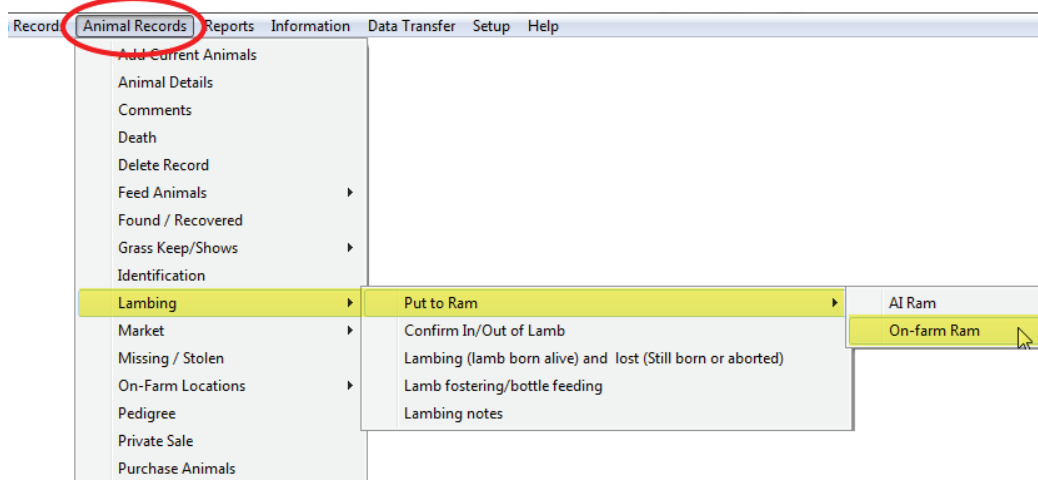 Record Animal Records Reports Information Data Transfer Setup Help
Add Current Animals
Animal Details
Comments
Death
Delete Record
Feed Animals
Found / Recovered
Grass Keep/Shows
Identification
Lambing Put to Ram AI Ram
Market Confirm In/Out of Lamb On-farm Ram
Missing / Stolen Lambing (lamb born alive) and lost (Still born or aborted)
On-Farm Locations Lamb fostering/bottle feeding
Pedigree Lambing notes
Private Sale
Purchase Animals